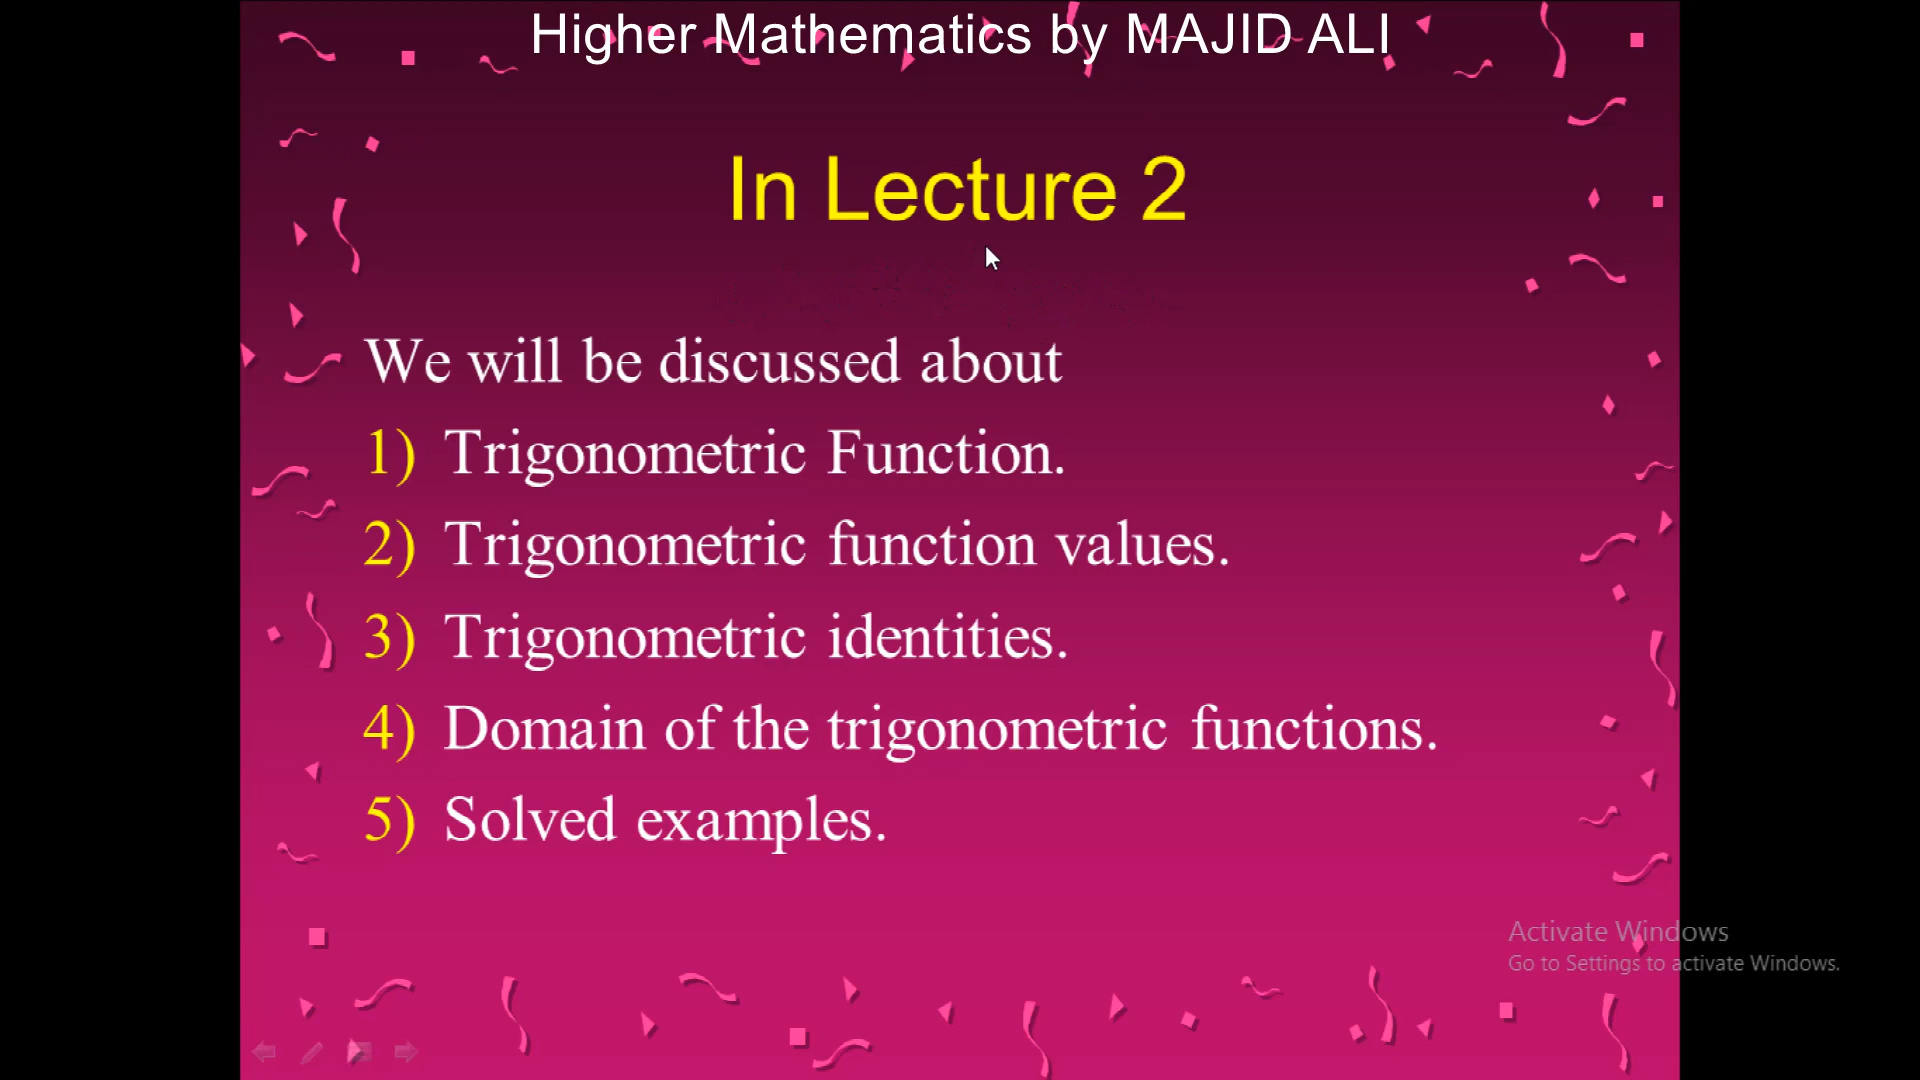 Higher Mathematics by MAJID ALI
In Lecture 2
We will be discussed about
1) Trigonometric Function.
2) Trigonometric function values.
3) Trigonometric identities.
4) Domain of the trigonometric functions.
5) Solved examples.
Activate Windows
Go to Settings to activate Windows.